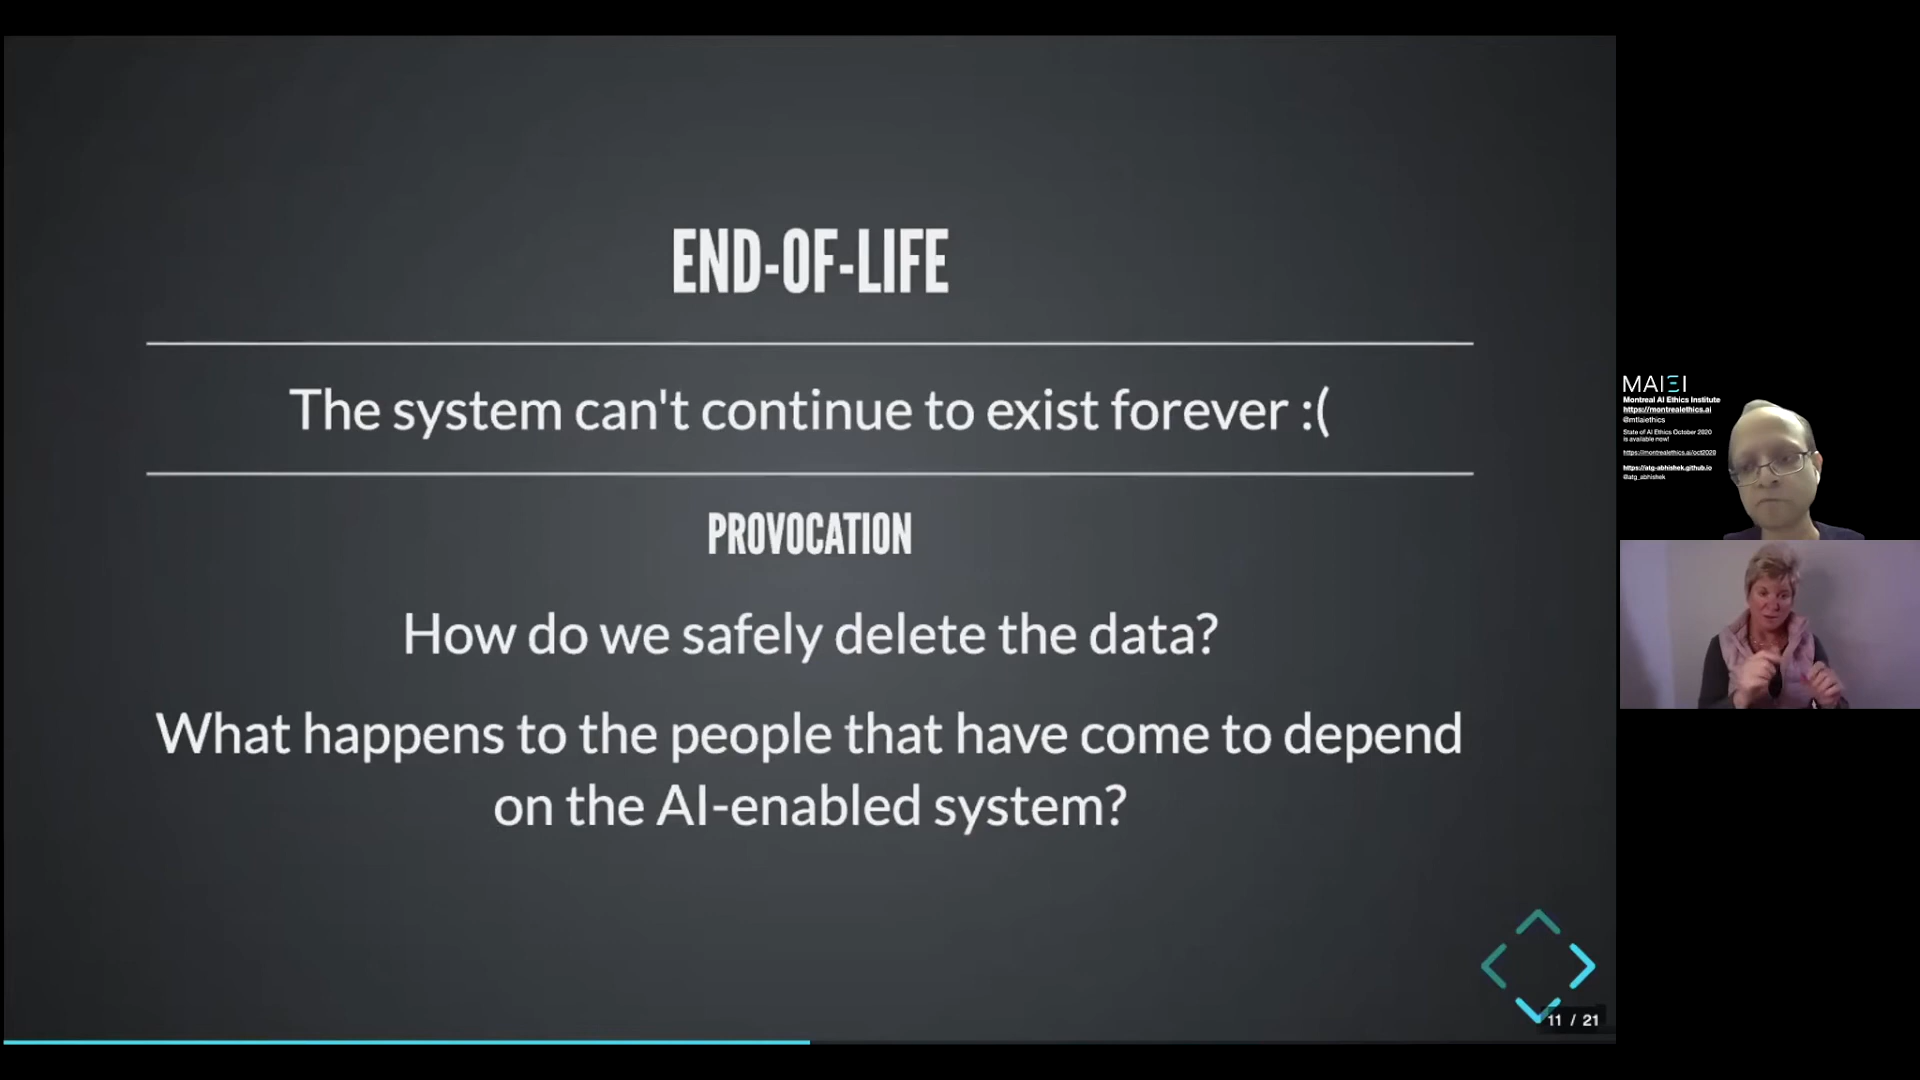 END-OF-LIFE
The system can't continue to exist forever :(
PROVOCATION
How do we safely delete the data?
What happens to the people that have come to depend
on the AI-enabled system?
11 / 21
MAIEI
Montreal AI Ethics Institute
https://montrealethics.ai
@mtlaiethics
State of AI Ethics October 2020
is available now!
https://montrealethics.ai/oct2020
https://atg-abhishek.github.io
@atg_abhishek